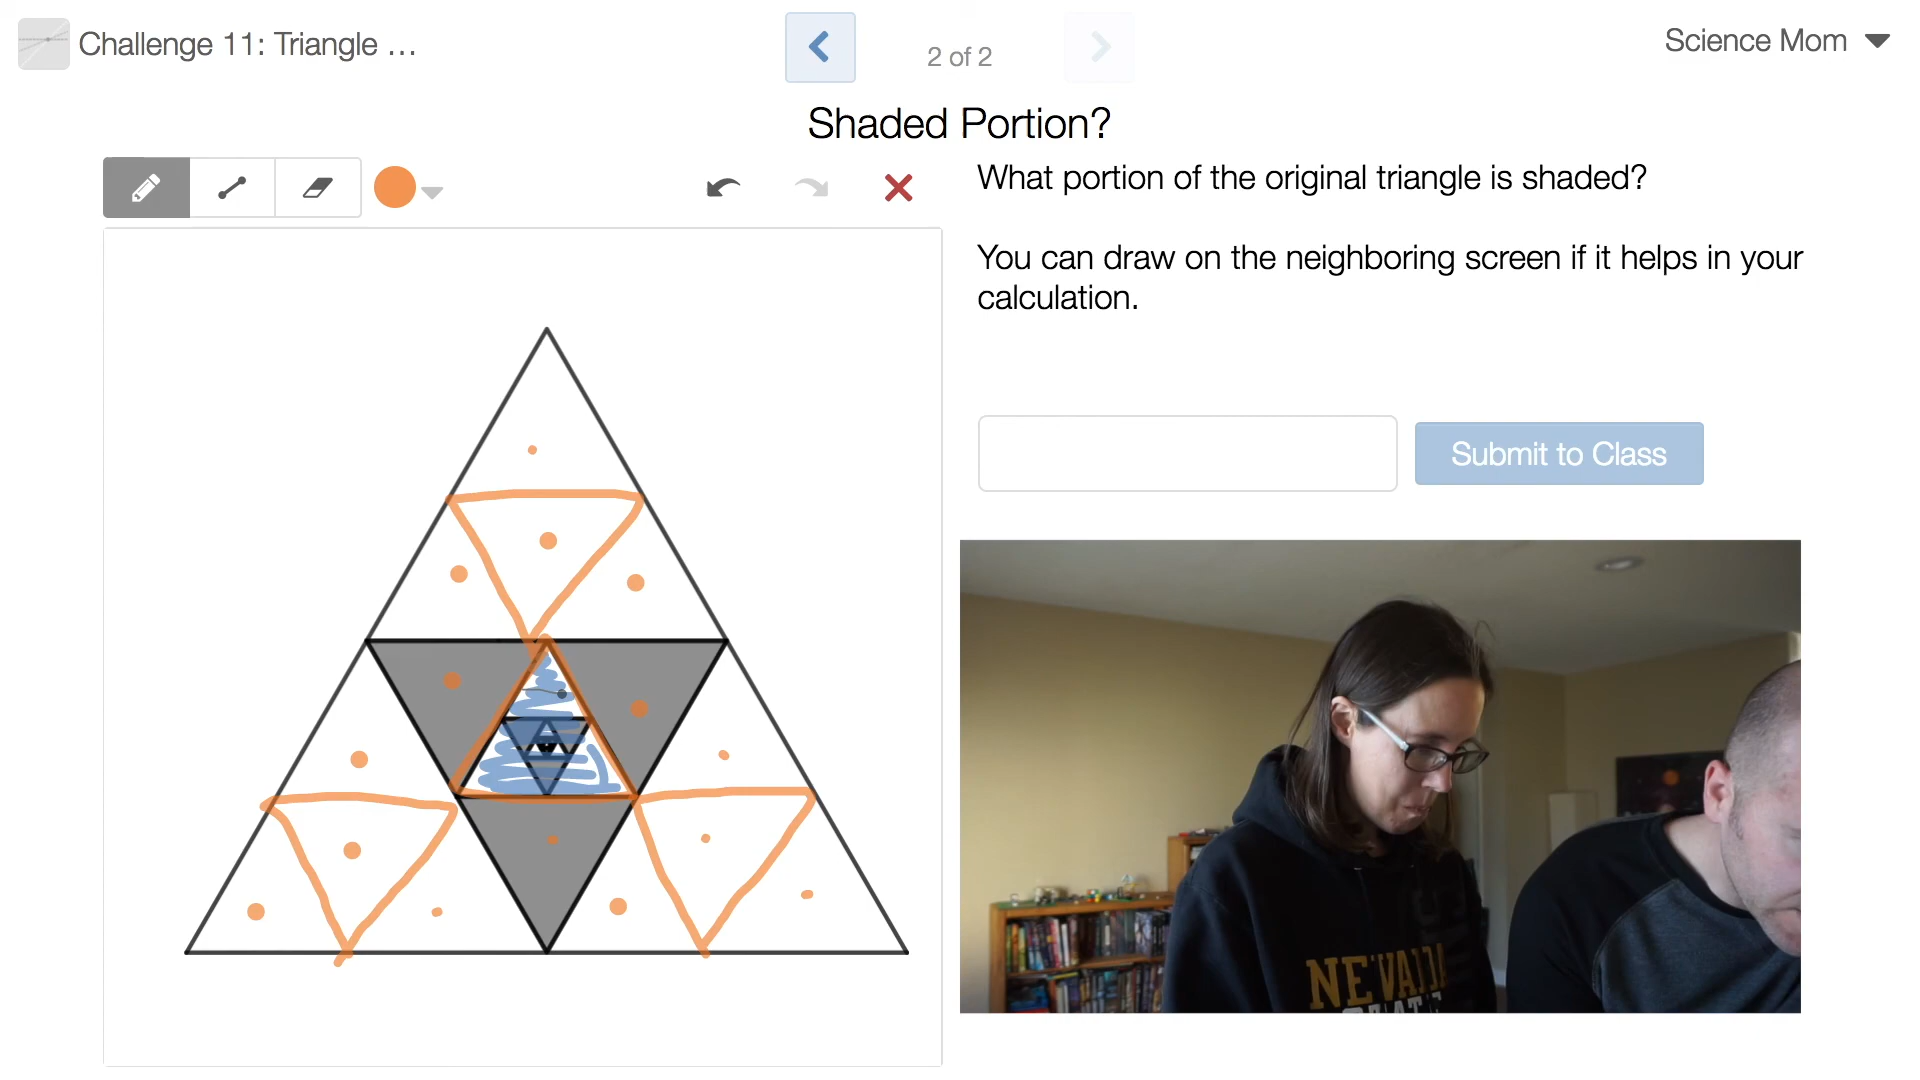 Challenge 11: Triangle ...
2 of 2
Science Mom
Shaded Portion?
What portion of the original triangle is shaded?
You can draw on the neighboring screen if it helps in your
calculation.
Submit to Class
NEVADA